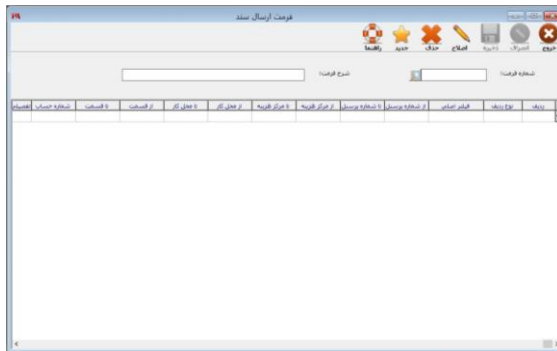 فرمت ارسال سند
خروج انصراف ذخیره اصلاح حذف جدید راهنما
شماره فرمت: شرح فرمت:
ردیف نوع ردیف فیلتر اصلی از شماره پرسنل تا شماره پرسنل از مرکز هزینه تا مرکز هزینه از محل کار تا محل کار از قسمت تا قسمت شماره حساب